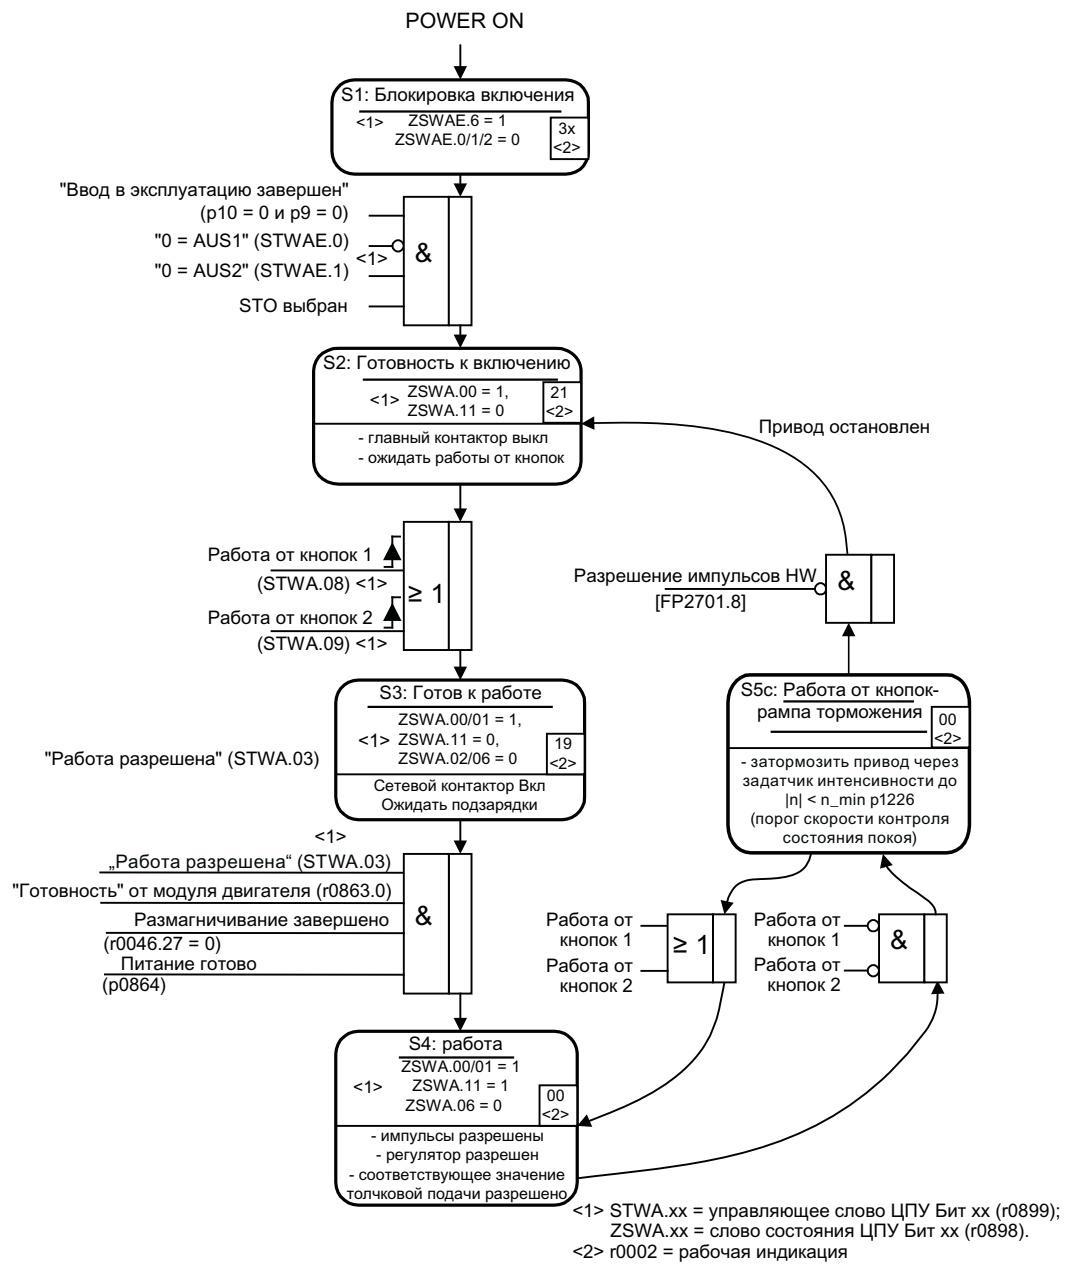 POWER ON
S1: Блокировка включения
<1> ZSWAE.6 = 1
ZSWAE.0/1/2 = 0
3x
<2>
"Ввод в эксплуатацию завершен"
(p10 = 0 и p9 = 0)
"0 = AUS1" (STWAE.0)
<1>
"0 = AUS2" (STWAE.1)
STO выбран
&
S2: Готовность к включению
<1> ZSWA.00 = 1,
ZSWA.11 = 0
21
<2>
- главный контактор выкл
- ожидать работы от кнопок
Привод остановлен
Работа от кнопок 1
(STWA.08) <1>
Работа от кнопок 2
(STWA.09) <1>
≥ 1
Разрешение импульсов HW
[FP2701.8]
&
S3: Готов к работе
ZSWA.00/01 = 1,
<1> ZSWA.11 = 0,
ZSWA.02/06 = 0
19
<2>
Сетевой контактор Вкл
Ожидать подзарядки
"Работа разрешена" (STWA.03)
S5c: Работа от кнопок-
рампа торможения
00
<2>
- затормозить привод через
задатчик интенсивности до
|n| < n_min p1226
(порог скорости контроля
состояния покоя)
<1>
„Работа разрешена“ (STWA.03)
"Готовность" от модуля двигателя (r0863.0)
Размагничивание завершено
(r0046.27 = 0)
Питание готово
(p0864)
&
Работа от
кнопок 1
Работа от
кнопок 2
≥ 1
Работа от
кнопок 1
Работа от
кнопок 2
&
S4: работа
ZSWA.00/01 = 1
<1> ZSWA.11 = 1
ZSWA.06 = 0
00
<2>
- импульсы разрешены
- регулятор разрешен
- соответствующее значение
толчковой подачи разрешено
<1> STWA.xx = управляющее слово ЦПУ Бит xx (r0899);
ZSWA.xx = слово состояния ЦПУ Бит xx (r0898).
<2> r0002 = рабочая индикация